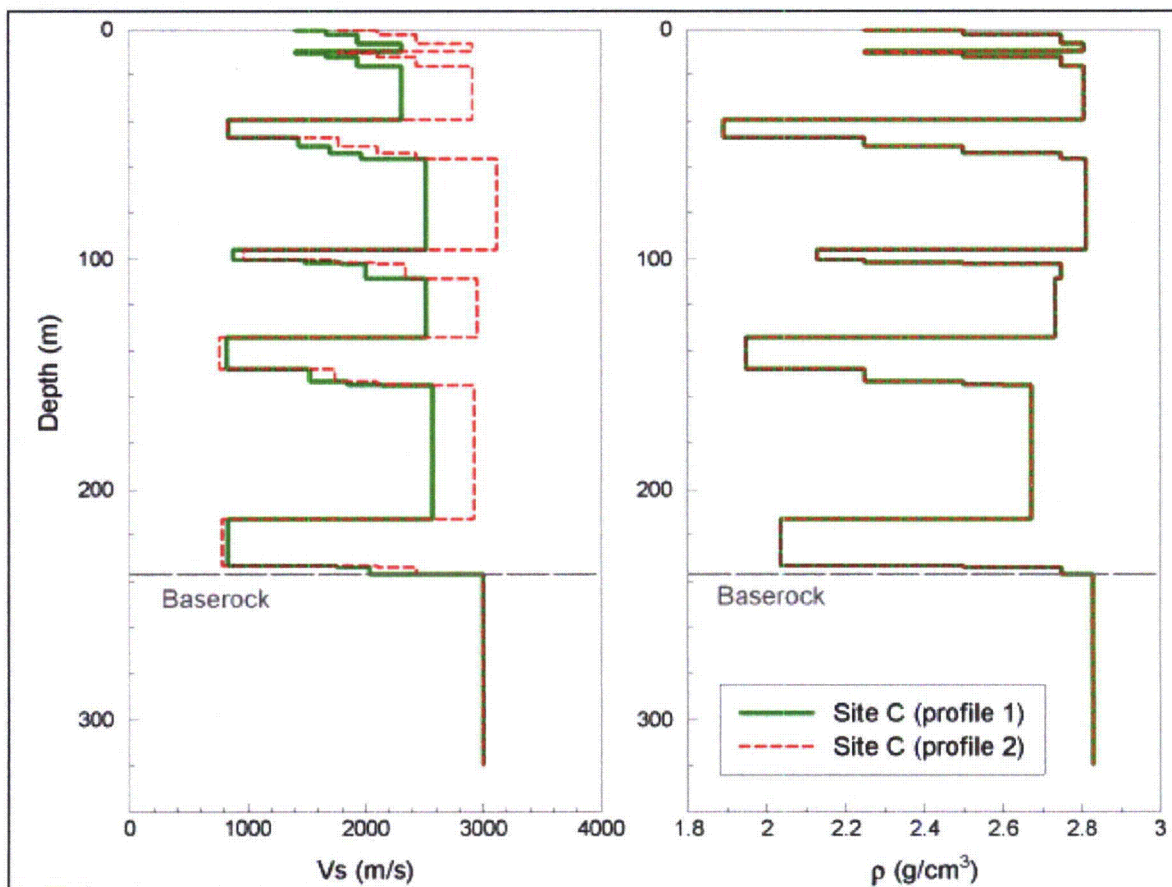 0
100
200
300
Depth (m)
Baserock
0
1000
2000
3000
4000
Vs (m/s)
0
100
200
300
Baserock
Site C (profile 1)
Site C (profile 2)
1.8
2
2.2
2.4
2.6
2.8
3
ρ (g/cm³)